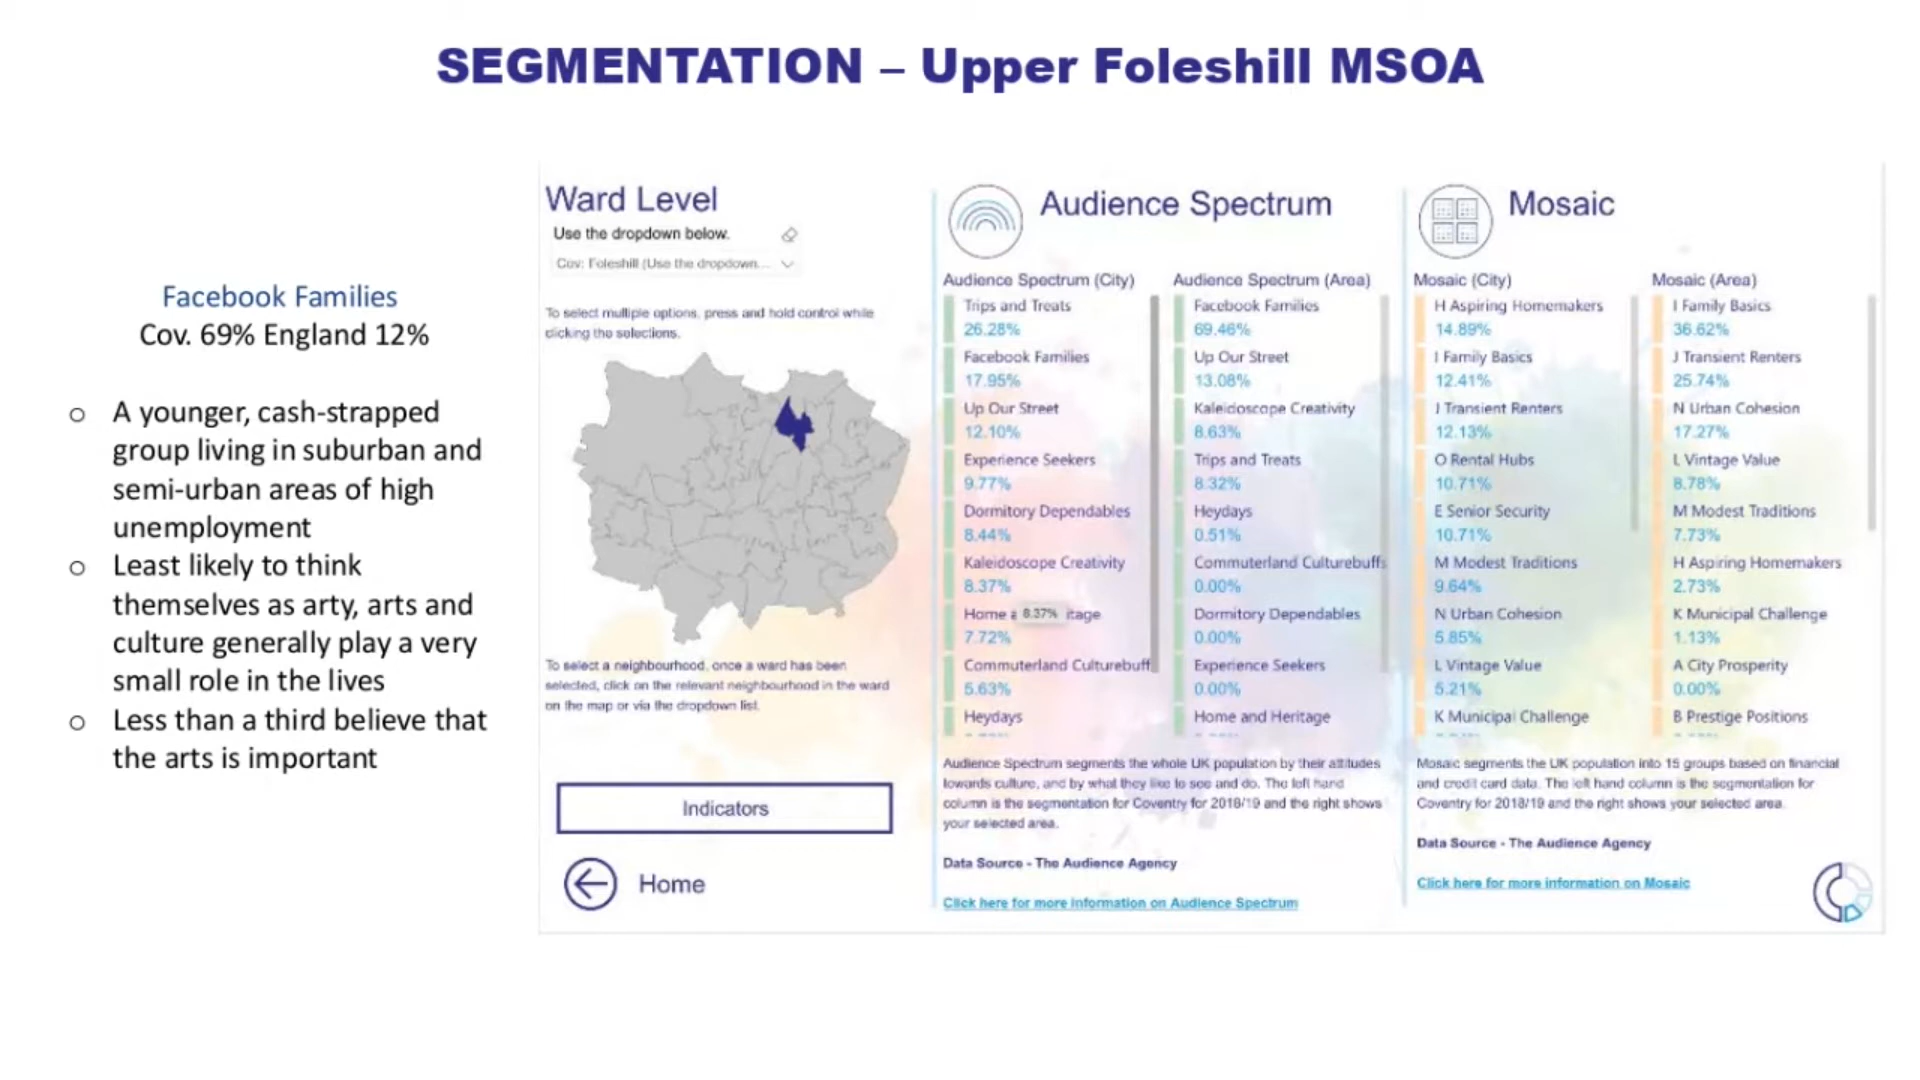 SEGMENTATION – Upper Foleshill MSOA
Facebook Families
Cov. 69% England 12%
o A younger, cash-strapped
group living in suburban and
semi-urban areas of high
unemployment
o Least likely to think
themselves as arty, arts and
culture generally play a very
small role in the lives
o Less than a third believe that
the arts is important
Ward Level
Use the dropdown below.
Cov: Foleshill (Use the dropdown...
To select multiple options, press and hold control while
clicking the selections.
To select a neighbourhood, once a ward has been
selected, click on the relevant neighbourhood in the ward
on the map or via the dropdown list.
Indicators
Home
Audience Spectrum
Audience Spectrum (City)
Trips and Treats
26.28%
Facebook Families
17.95%
Up Our Street
12.10%
Experience Seekers
9.77%
Dormitory Dependables
8.44%
Kaleidoscope Creativity
8.37%
Home a 8.37% itage
7.72%
Commuterland Culturebuff
5.63%
Heydays
Audience Spectrum (Area)
Facebook Families
69.46%
Up Our Street
13.08%
Kaleidoscope Creativity
8.63%
Trips and Treats
8.32%
Heydays
0.51%
Commuterland Culturebuffs
0.00%
Dormitory Dependables
0.00%
Experience Seekers
0.00%
Home and Heritage
Audience Spectrum segments the whole UK population by their attitudes
towards culture, and by what they like to see and do. The left hand
column is the segmentation for Coventry for 2018/19 and the right shows
your selected area.
Data Source - The Audience Agency
Click here for more information on Audience Spectrum
Mosaic
Mosaic (City)
H Aspiring Homemakers
14.89%
I Family Basics
12.41%
J Transient Renters
12.13%
O Rental Hubs
10.71%
E Senior Security
10.71%
M Modest Traditions
9.64%
N Urban Cohesion
5.85%
L Vintage Value
5.21%
K Municipal Challenge
Mosaic (Area)
I Family Basics
36.62%
J Transient Renters
25.74%
N Urban Cohesion
17.27%
L Vintage Value
8.78%
M Modest Traditions
7.73%
H Aspiring Homemakers
2.73%
K Municipal Challenge
1.13%
A City Prosperity
0.00%
B Prestige Positions
Mosaic segments the UK population into 15 groups based on financial
and credit card data. The left hand column is the segmentation for
Coventry for 2018/19 and the right shows your selected area.
Data Source - The Audience Agency
Click here for more information on Mosaic